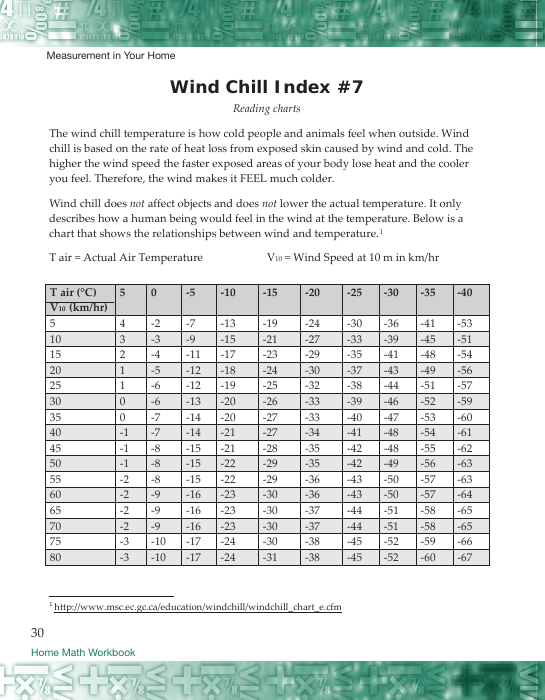 Measurement in Your Home
Wind Chill Index #7
Reading charts
The wind chill temperature is how cold people and animals feel when outside. Wind
chill is based on the rate of heat loss from exposed skin caused by wind and cold. The
higher the wind speed the faster exposed areas of your body lose heat and the cooler
you feel. Therefore, the wind makes it FEEL much colder.
Wind chill does not affect objects and does not lower the actual temperature. It only
describes how a human being would feel in the wind at the temperature. Below is a
chart that shows the relationships between wind and temperature.1
T air = Actual Air Temperature V10 = Wind Speed at 10 m in km/hr
T air (°C) 5 0 -5 -10 -15 -20 -25 -30 -35 -40
V10 (km/hr)
5 4 -2 -7 -13 -19 -24 -30 -36 -41 -53
10 3 -3 -9 -15 -21 -27 -33 -39 -45 -51
15 2 -4 -11 -17 -23 -29 -35 -41 -48 -54
20 1 -5 -12 -18 -24 -30 -37 -43 -49 -56
25 1 -6 -12 -19 -25 -32 -38 -44 -51 -57
30 0 -6 -13 -20 -26 -33 -39 -46 -52 -59
35 0 -7 -14 -20 -27 -33 -40 -47 -53 -60
40 -1 -7 -14 -21 -27 -34 -41 -48 -54 -61
45 -1 -8 -15 -21 -28 -35 -42 -48 -55 -62
50 -1 -8 -15 -22 -29 -35 -42 -49 -56 -63
55 -2 -8 -15 -22 -29 -36 -43 -50 -57 -63
60 -2 -9 -16 -23 -30 -36 -43 -50 -57 -64
65 -2 -9 -16 -23 -30 -37 -44 -51 -58 -65
70 -2 -9 -16 -23 -30 -37 -44 -51 -58 -65
75 -3 -10 -17 -24 -30 -38 -45 -52 -59 -66
80 -3 -10 -17 -24 -31 -38 -45 -52 -60 -67
1 http://www.msc.ec.gc.ca/education/windchill/windchill_chart_e.cfm
30
Home Math Workbook